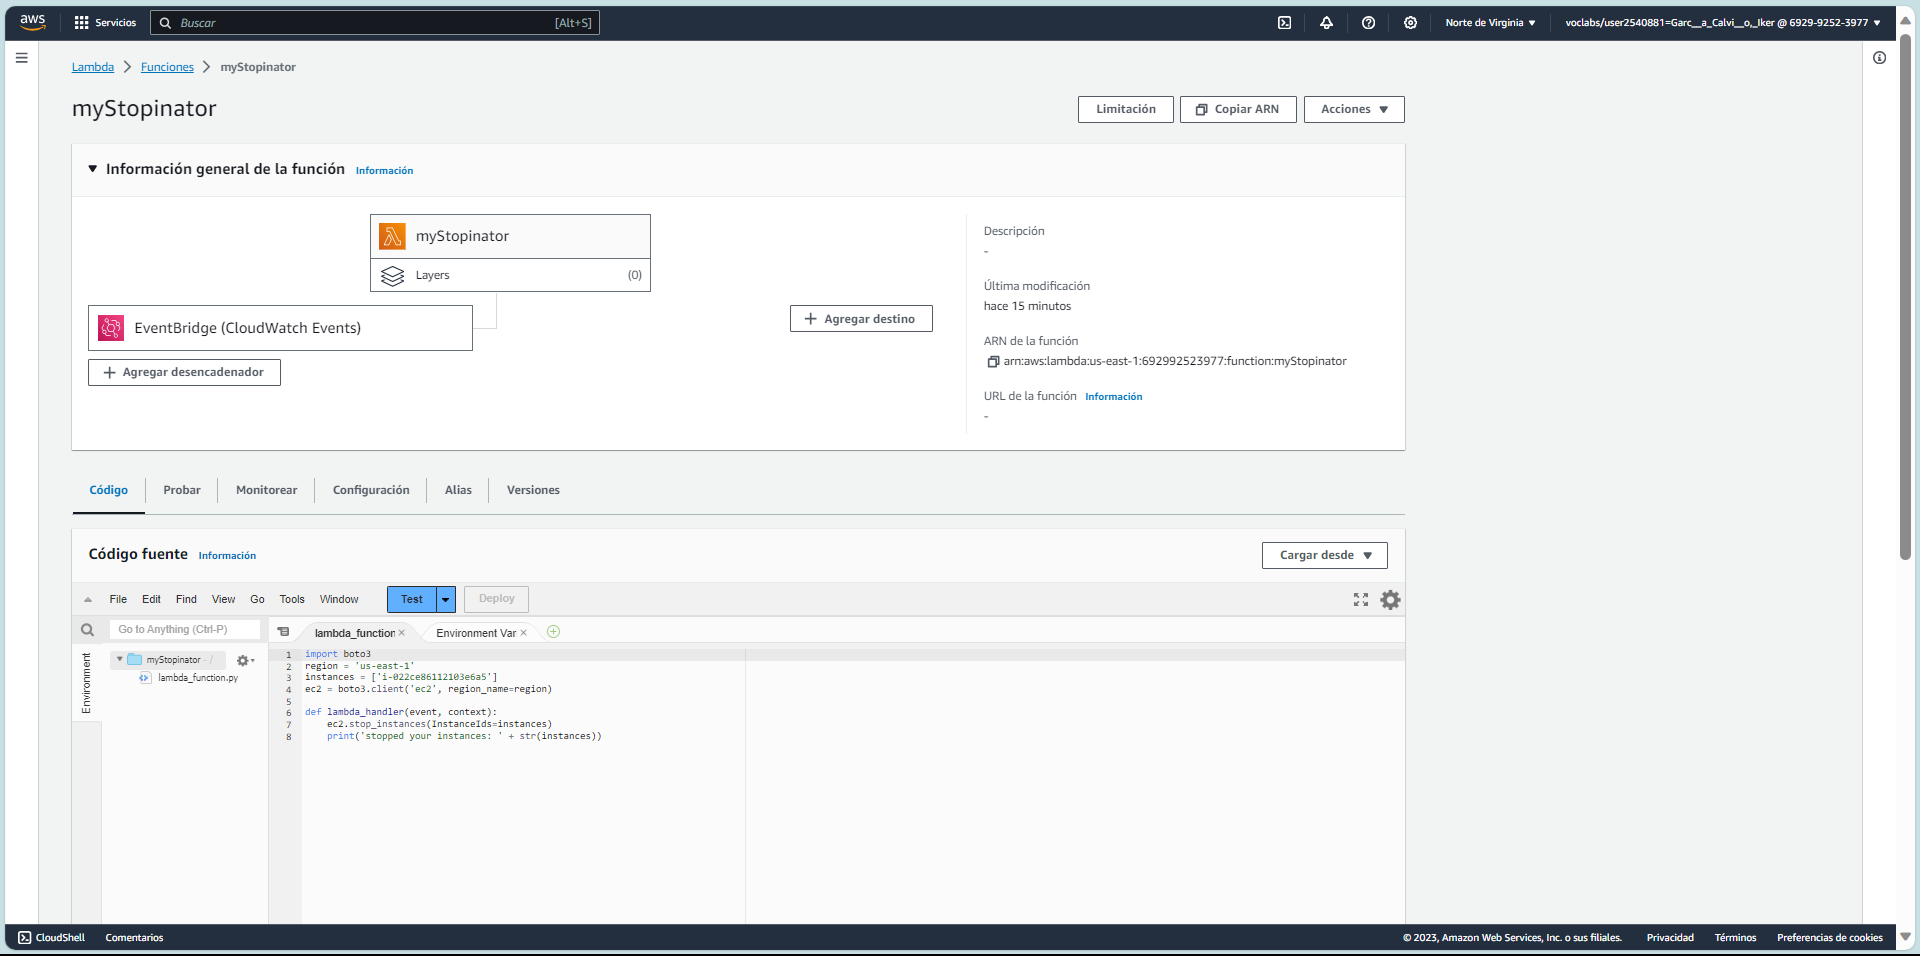 aws
Servicios
Buscar
[Alt+S]
Norte de Virginia
voclabs/user2540881=Garc__a_Calvi__o,_Iker @ 6929-9252-3977
Lambda
Funciones
myStopinator
myStopinator
Limitación
Copiar ARN
Acciones
Información general de la función
Información
myStopinator
Layers
(0)
EventBridge (CloudWatch Events)
Agregar desencadenador
Agregar destino
Descripción
-
Última modificación
hace 15 minutos
ARN de la función
arn:aws:lambda:us-east-1:692992523977:function:myStopinator
URL de la función
Información
-
Código
Probar
Monitorear
Configuración
Alias
Versiones
Código fuente
Información
Cargar desde
File
Edit
Find
View
Go
Tools
Window
Test
Deploy
Go to Anything (Ctrl-P)
Environment
myStopinator - /
lambda_function.py
lambda_function
Environment Var
1 import boto3
2 region = 'us-east-1'
3 instances = ['i-022ce86112103e6a5']
4 ec2 = boto3.client('ec2', region_name=region)
5
6 def lambda_handler(event, context):
7     ec2.stop_instances(InstanceIds=instances)
8     print('stopped your instances: ' + str(instances))
CloudShell
Comentarios
© 2023, Amazon Web Services, Inc. o sus filiales.
Privacidad
Términos
Preferencias de cookies